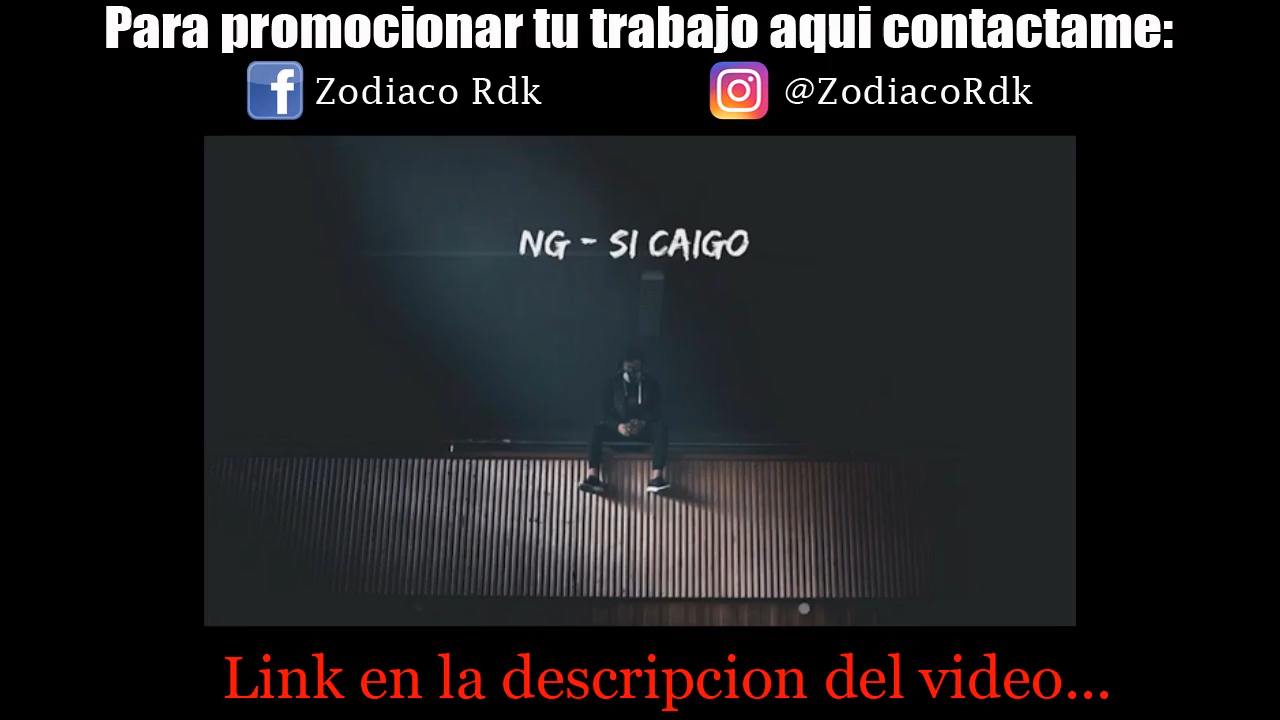 Para promocionar tu trabajo aqui contactame:
Zodiaco Rdk
@ZodiacoRdk
NG - SI CAIGO
Link en la descripcion del video...